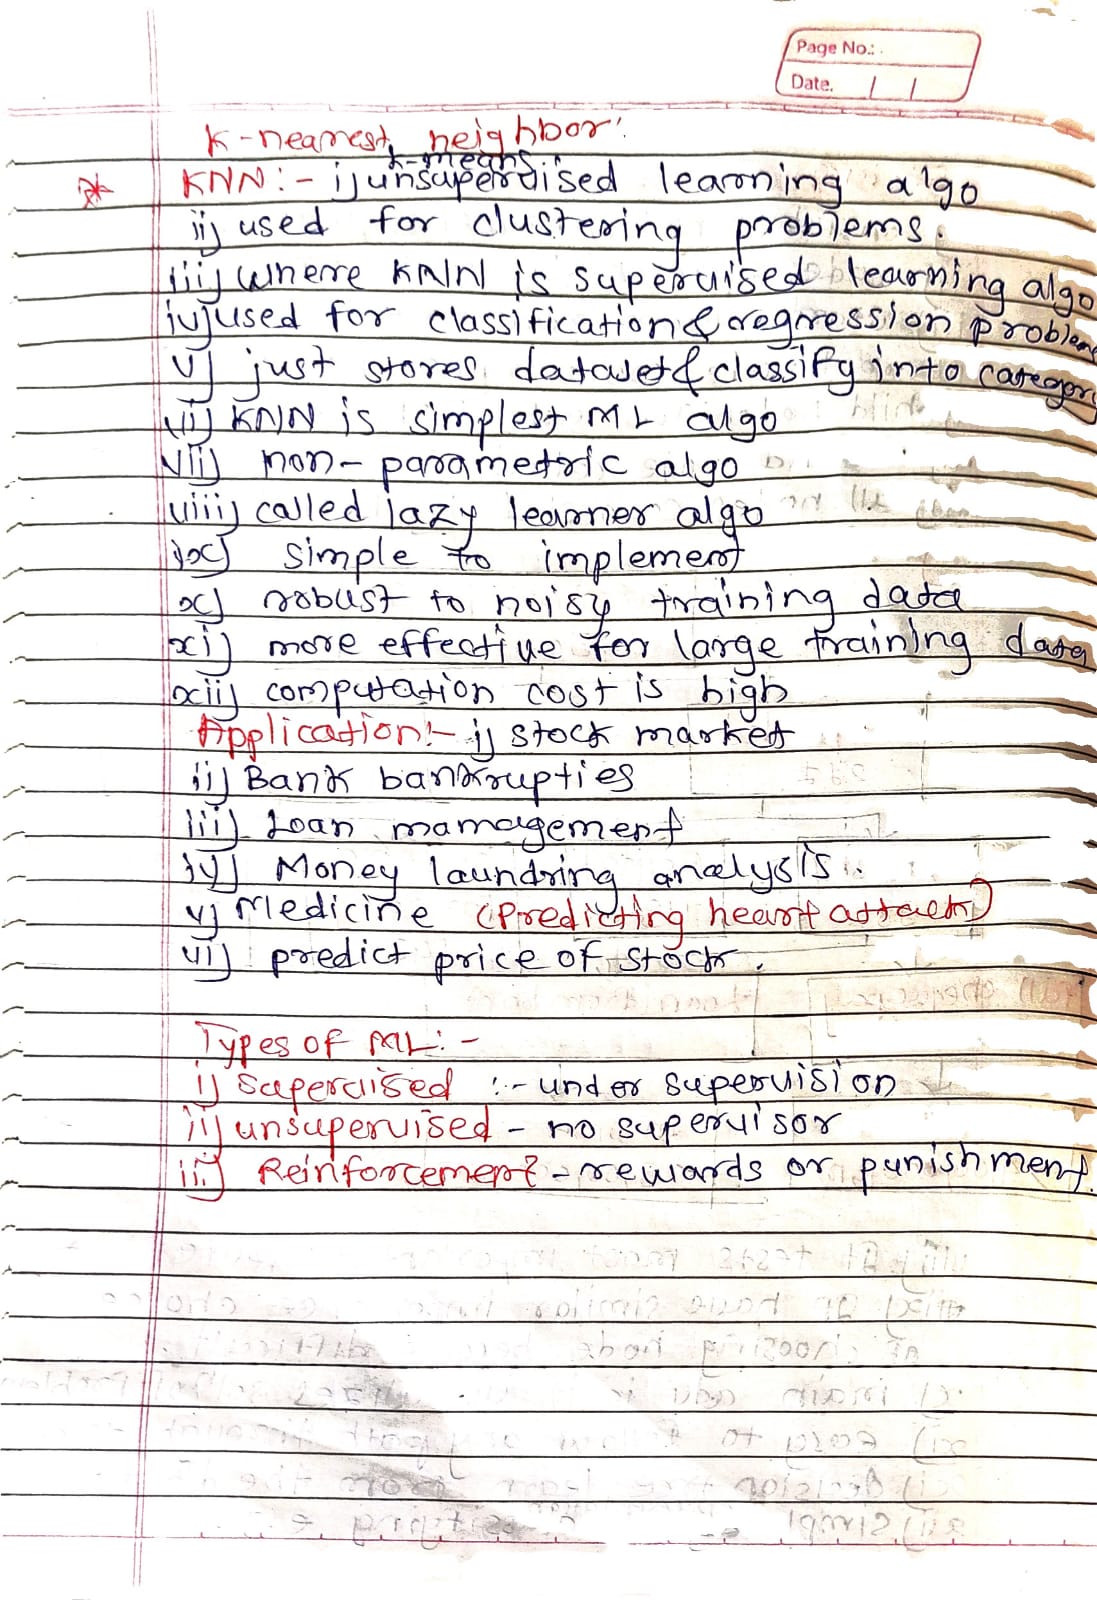 Page No.:
Date. / /
K-nearest neighbor:
k-means
* KNN:- i) unsupervised learning algo
ii) used for clustering problems.
iii) where KNN is supervised learning algo
iv) used for classification & regression problem
v) just stores dataset & classify into category
vi) KNN is simplest ML algo
vii) non-parametric algo
viii) called lazy learner algo
ix) simple to implement
x) robust to noisy training data
xi) more effective for large training data
xii) computation cost is high
Application:- i) stock market
ii) Bank bankrupties
iii) Loan mamagement
iv) Money laundring analysis.
v) Medicine (Predicting heart attack)
vi) predict price of stock.
Types of ML:-
i) Supervised :- under supervision
ii) unsupervised - no supervisor
iii) Reinforcement - rewards or punishment.